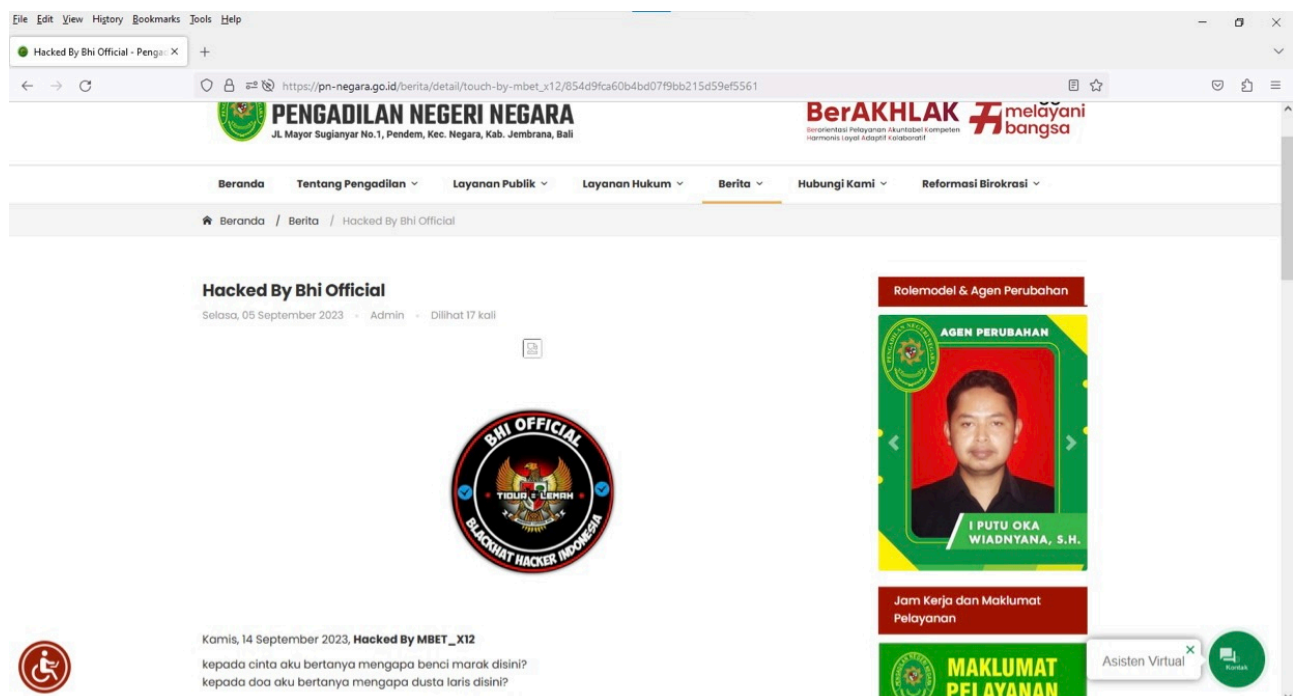 File Edit View History Bookmarks Tools Help
Hacked By Bhi Official - Pengad
https://pn-negara.go.id/berita/detail/touch-by-mbet_x12/854d9fca60b4bd07f9bb215d59ef5561
PENGADILAN NEGERI NEGARA
JL Mayor Sugianyar No.1, Pendem, Kec. Negara, Kab. Jembrana, Bali
BerAKHLAK
Berorientasi Pelayanan Akuntabel Kompeten
Harmonis Loyal Adaptif Kolaboratif
# melayani
bangsa
Beranda Tentang Pengadilan Layanan Publik Layanan Hukum Berita Hubungi Kami Reformasi Birokrasi
Beranda / Berita / Hacked By Bhi Official
Hacked By Bhi Official
Selasa, 05 September 2023 - Admin - Dilihat 17 kali
BHI OFFICIAL
TIDUR = LEMAH
BLACKHAT HACKER INDONESIA
Kamis, 14 September 2023, Hacked By MBET_X12
kepada cinta aku bertanya mengapa benci marak disini?
kepada doa aku bertanya mengapa dusta laris disini?
Rolemodel & Agen Perubahan
PENGADILAN NEGERI NEGARA
AGEN PERUBAHAN
I PUTU OKA
WIADNYANA, S.H.
Jam Kerja dan Maklumat
Pelayanan
MAKLUMAT
PELAYANAN
Asisten Virtual
Kontak